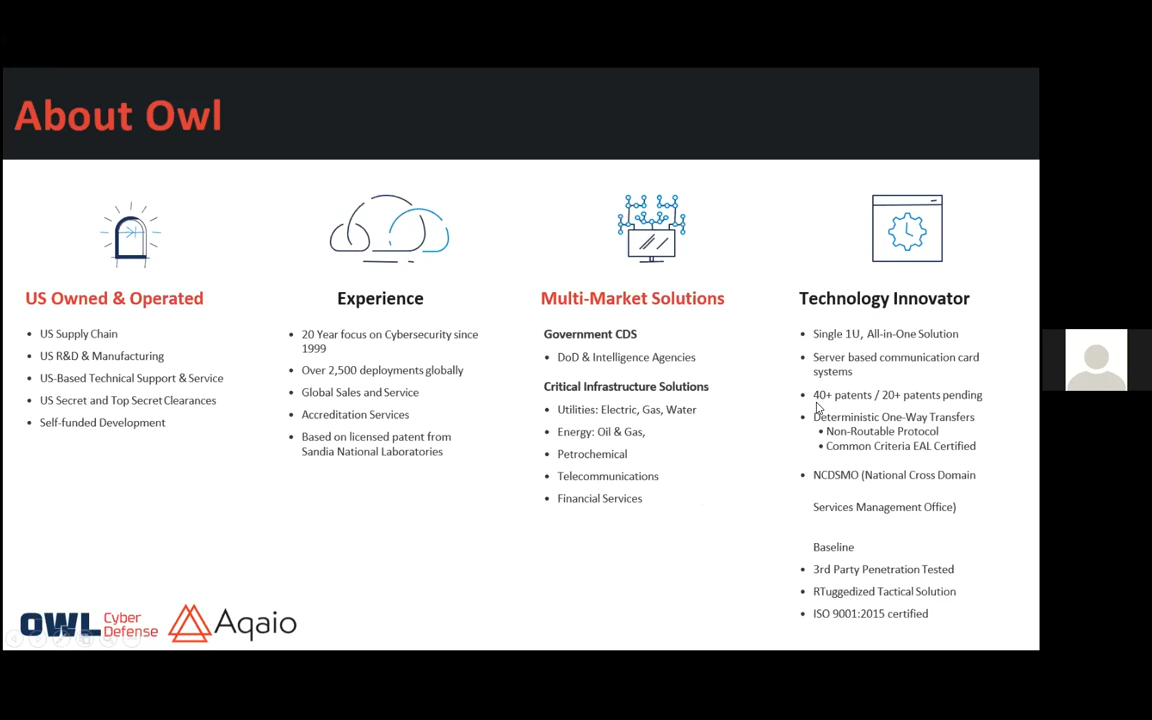 About Owl
US Owned & Operated
US Supply Chain
US R&D & Manufacturing
US-Based Technical Support & Service
US Secret and Top Secret Clearances
Self-funded Development
Experience
20 Year focus on Cybersecurity since
1999
Over 2,500 deployments globally
Global Sales and Service
Accreditation Services
Based on licensed patent from
Sandia National Laboratories
Multi-Market Solutions
Government CDS
DoD & Intelligence Agencies
Critical Infrastructure Solutions
Utilities: Electric, Gas, Water
Energy: Oil & Gas,
Petrochemical
Telecommunications
Financial Services
Technology Innovator
Single 1U, All-in-One Solution
Server based communication card
systems
40+ patents / 20+ patents pending
Deterministic One-Way Transfers
Non-Routable Protocol
Common Criteria EAL Certified
NCDSMO (National Cross Domain
Services Management Office)
Baseline
3rd Party Penetration Tested
RTuggedized Tactical Solution
ISO 9001:2015 certified
OWL Cyber
Defense
Aqaio